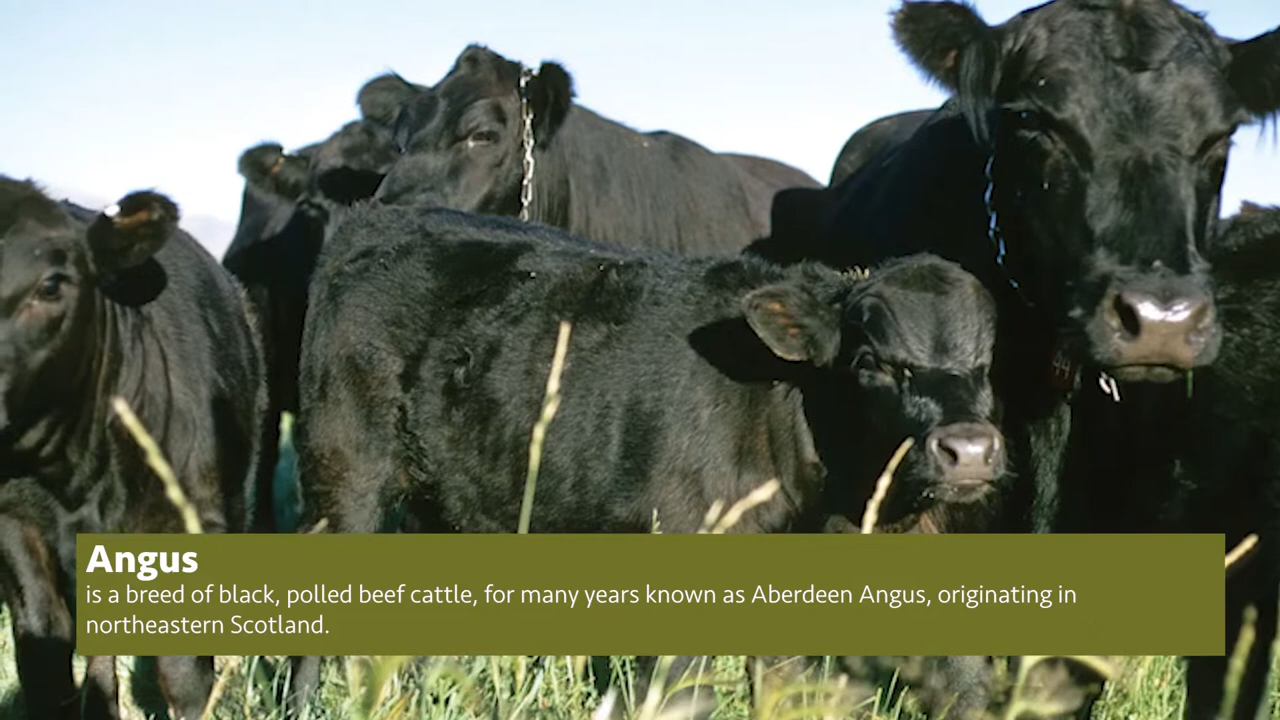 Angus
is a breed of black, polled beef cattle, for many years known as Aberdeen Angus, originating in
northeastern Scotland.